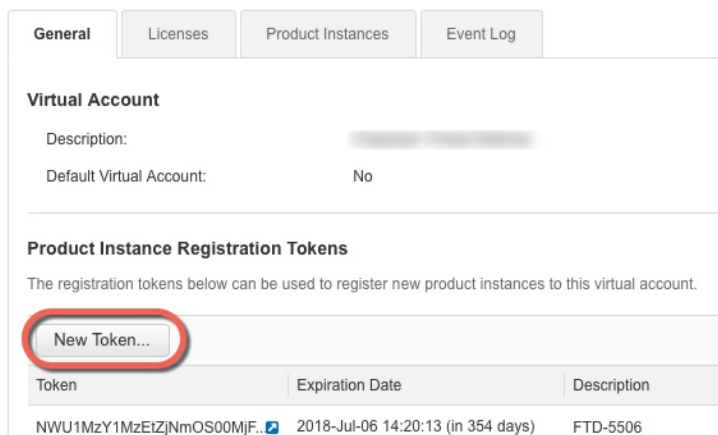 General Licenses Product Instances Event Log
Virtual Account
Description:
Default Virtual Account: No
Product Instance Registration Tokens
The registration tokens below can be used to register new product instances to this virtual account.
New Token...
Token Expiration Date Description
NWU1MzY1MzEtZjNmOS00MjF.. 2018-Jul-06 14:20:13 (in 354 days) FTD-5506